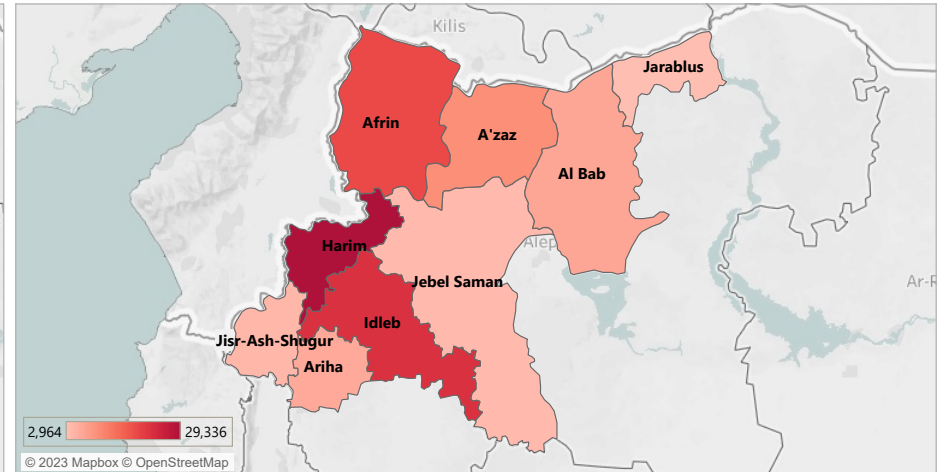 Kilis
Jarablus
Afrin
A'zaz
Al Bab
Harim
Alep
Ar-R
Jebel Saman
Idleb
Jisr-Ash-Shugur
Ariha
2,964
29,336
© 2023 Mapbox © OpenStreetMap